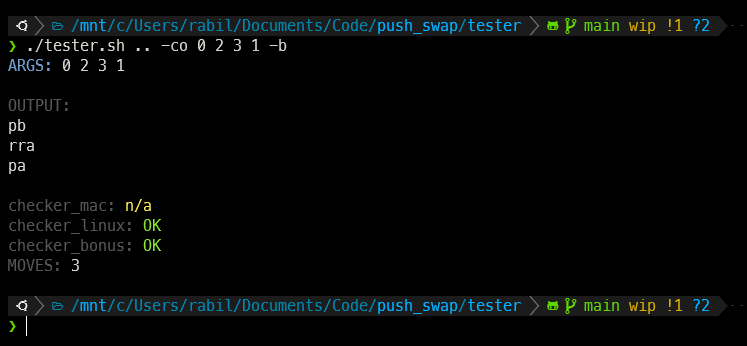 /mnt/c/Users/rabil/Documents/Code/push_swap/tester main wip !1 ?2
❯ ./tester.sh .. -co 0 2 3 1 -b
ARGS: 0 2 3 1
OUTPUT:
pb
rra
pa
checker_mac: n/a
checker_linux: OK
checker_bonus: OK
MOVES: 3
/mnt/c/Users/rabil/Documents/Code/push_swap/tester main wip !1 ?2
❯